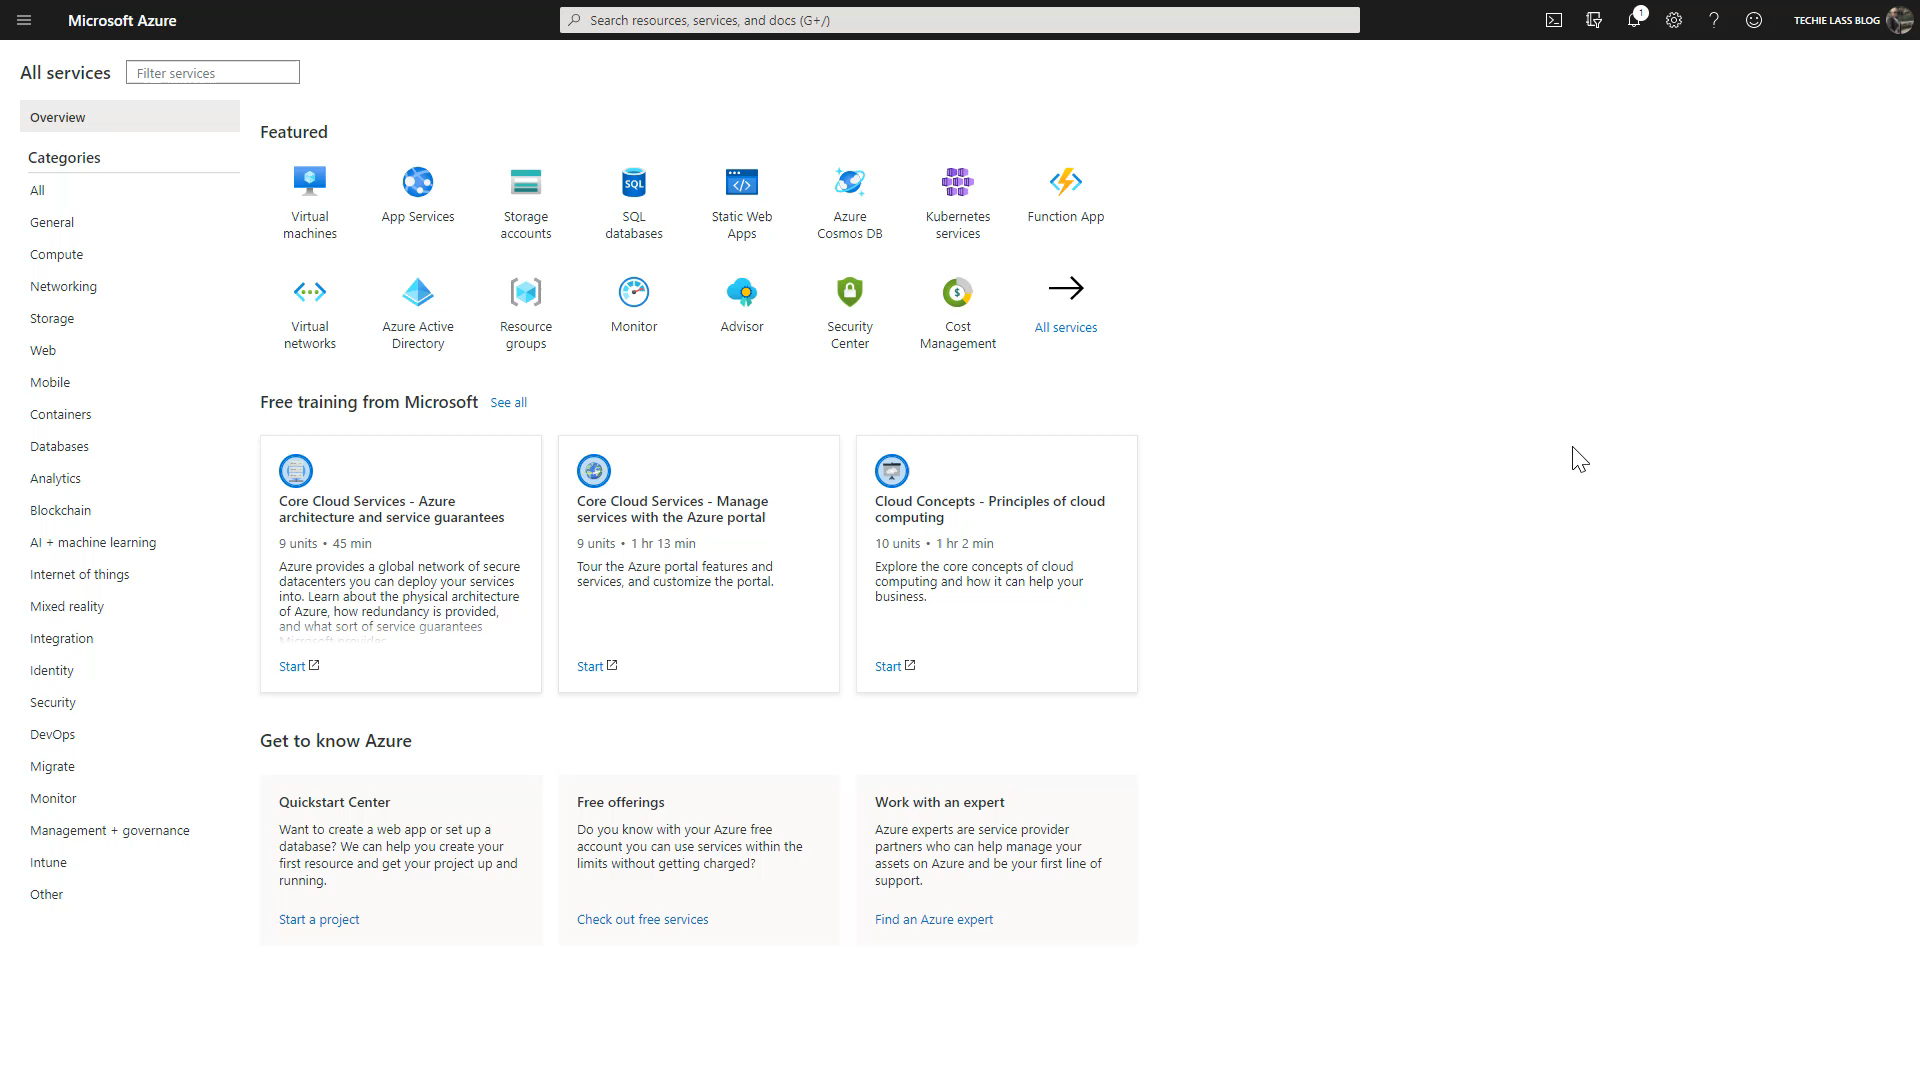 Microsoft Azure
Search resources, services, and docs (G+/)
1
TECHIE LASS BLOG
All services
Filter services
Overview
Categories
All
General
Compute
Networking
Storage
Web
Mobile
Containers
Databases
Analytics
Blockchain
AI + machine learning
Internet of things
Mixed reality
Integration
Identity
Security
DevOps
Migrate
Monitor
Management + governance
Intune
Other
Featured
Virtual
machines
App Services
Storage
accounts
SQL
SQL
databases
Static Web
Apps
Azure
Cosmos DB
Kubernetes
services
Function App
Virtual
networks
Azure Active
Directory
Resource
groups
Monitor
Advisor
Security
Center
Cost
Management
All services
Free training from Microsoft See all
Core Cloud Services - Azure
architecture and service guarantees
9 units • 45 min
Azure provides a global network of secure
datacenters you can deploy your services
into. Learn about the physical architecture
of Azure, how redundancy is provided,
and what sort of service guarantees
Microsoft provides
Start
Core Cloud Services - Manage
services with the Azure portal
9 units • 1 hr 13 min
Tour the Azure portal features and
services, and customize the portal.
Start
Cloud Concepts - Principles of cloud
computing
10 units • 1 hr 2 min
Explore the core concepts of cloud
computing and how it can help your
business.
Start
Get to know Azure
Quickstart Center
Want to create a web app or set up a
database? We can help you create your
first resource and get your project up and
running.
Start a project
Free offerings
Do you know with your Azure free
account you can use services within the
limits without getting charged?
Check out free services
Work with an expert
Azure experts are service provider
partners who can help manage your
assets on Azure and be your first line of
support.
Find an Azure expert